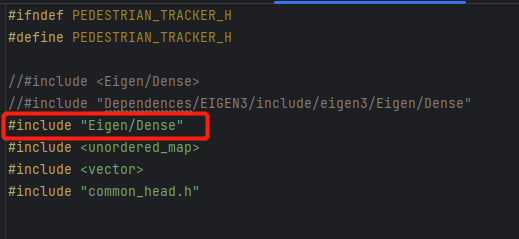 #ifndef PEDESTRIAN_TRACKER_H
#define PEDESTRIAN_TRACKER_H
//#include <Eigen/Dense>
//#include "Dependences/EIGEN3/include/eigen3/Eigen/Dense"
#include "Eigen/Dense"
#include <unordered_map>
#include <vector>
#include "common_head.h"